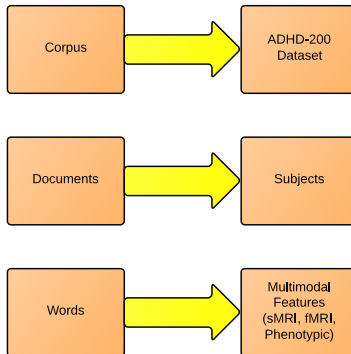 Corpus
ADHD-200
Dataset
Documents
Subjects
Words
Multimodal
Features
(sMRI, fMRI,
Phenotypic)